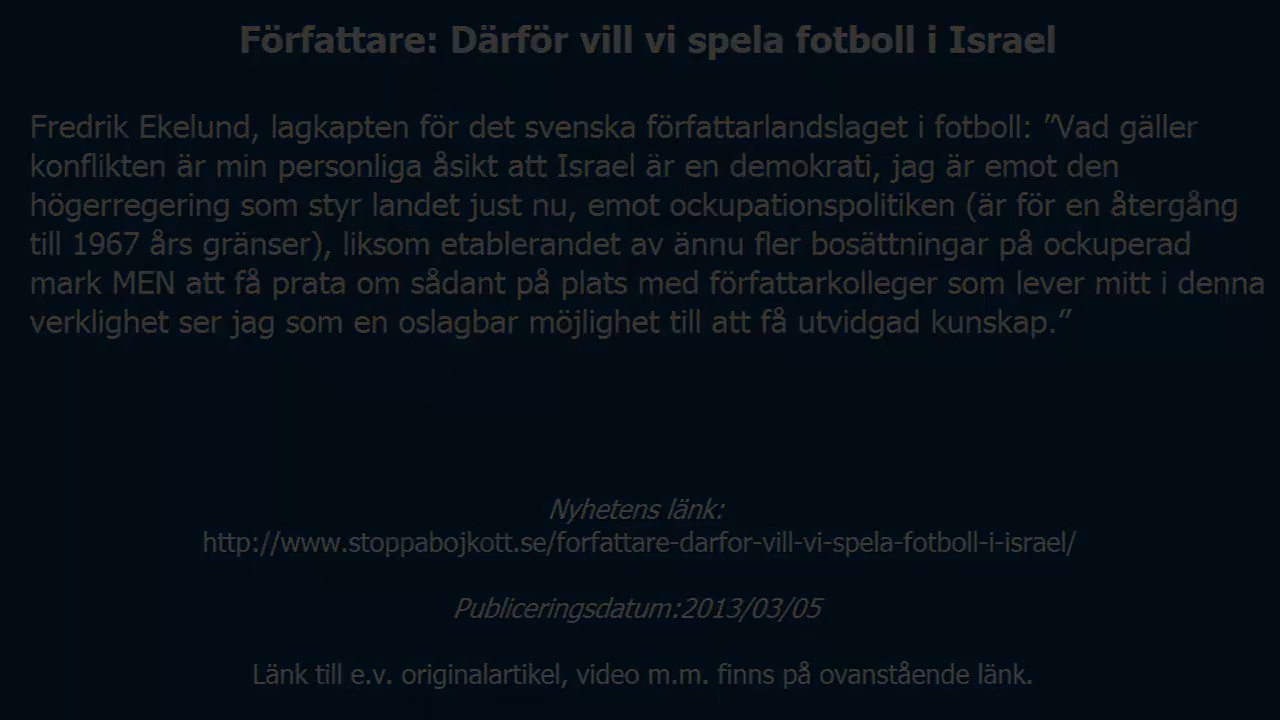 Författare: Därför vill vi spela fotboll i Israel
Fredrik Ekelund, lagkapten för det svenska författarlandslaget i fotboll: ”Vad gäller
konflikten är min personliga åsikt att Israel är en demokrati, jag är emot den
högerregering som styr landet just nu, emot ockupationspolitiken (är för en återgång
till 1967 års gränser), liksom etablerandet av ännu fler bosättningar på ockuperad
mark MEN att få prata om sådant på plats med författarkolleger som lever mitt i denna
verklighet ser jag som en oslagbar möjlighet till att få utvidgad kunskap.”
Nyhetens länk:
http://www.stoppabojkott.se/forfattare-darfor-vill-vi-spela-fotboll-i-israel/
Publiceringsdatum:2013/03/05
Länk till e.v. originalartikel, video m.m. finns på ovanstående länk.